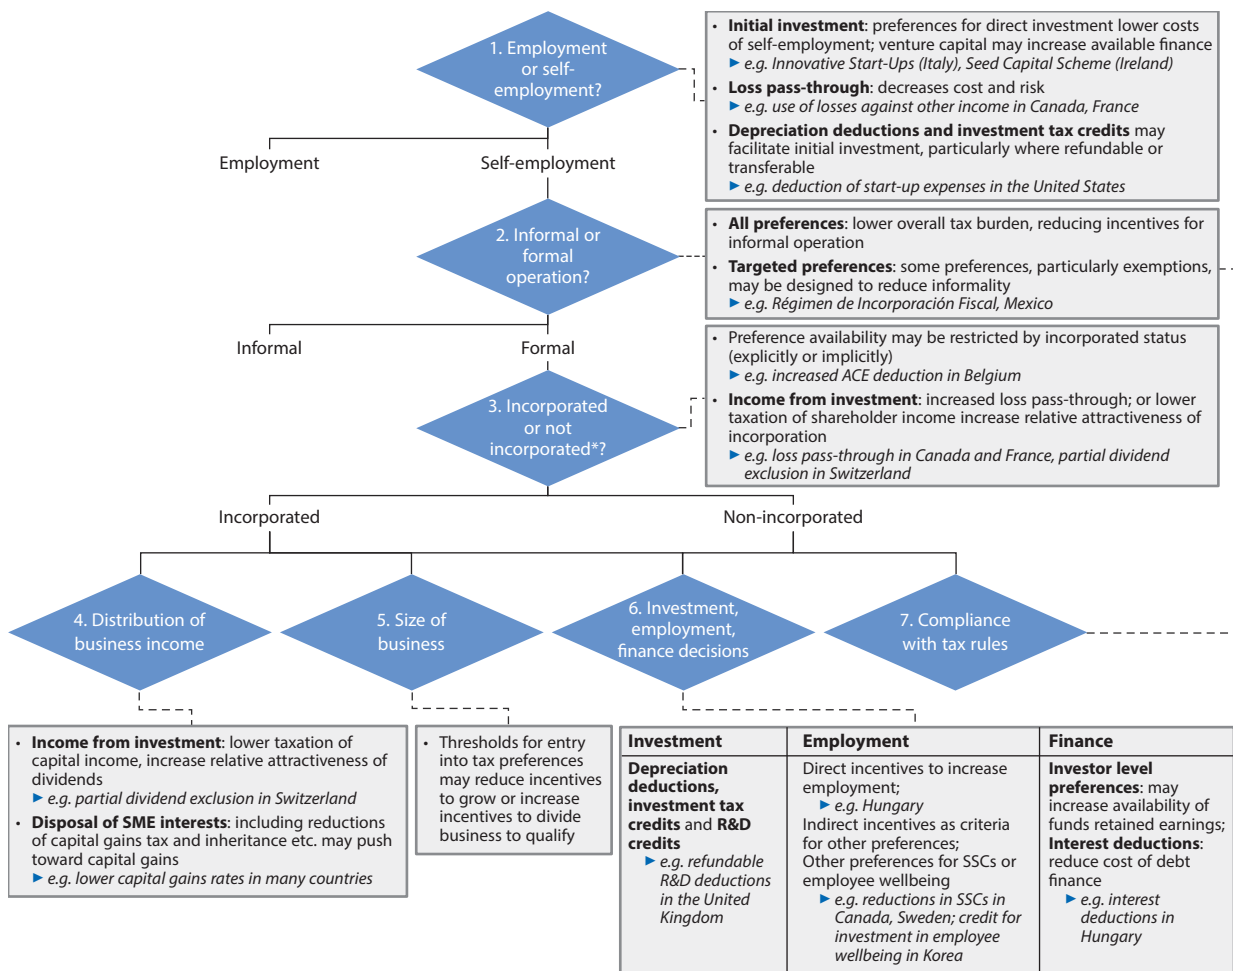 1. Employment
or self-
employment?
• Initial investment: preferences for direct investment lower costs
of self-employment; venture capital may increase available finance
► e.g. Innovative Start-Ups (Italy), Seed Capital Scheme (Ireland)
• Loss pass-through: decreases cost and risk
► e.g. use of losses against other income in Canada, France
• Depreciation deductions and investment tax credits may
facilitate initial investment, particularly where refundable or
transferable
► e.g. deduction of start-up expenses in the United States
Employment
Self-employment
2. Informal or
formal
operation?
• All preferences: lower overall tax burden, reducing incentives for
informal operation
• Targeted preferences: some preferences, particularly exemptions,
may be designed to reduce informality
► e.g. Régimen de Incorporación Fiscal, Mexico
Informal
Formal
3. Incorporated
or not
incorporated*?
• Preference availability may be restricted by incorporated status
(explicitly or implicitly)
► e.g. increased ACE deduction in Belgium
• Income from investment: increased loss pass-through; or lower
taxation of shareholder income increase relative attractiveness of
incorporation
► e.g. loss pass-through in Canada and France, partial dividend
exclusion in Switzerland
Incorporated
Non-incorporated
4. Distribution of
business income
5. Size of
business
6. Investment,
employment,
finance decisions
7. Compliance
with tax rules
• Income from investment: lower taxation of
capital income, increase relative attractiveness of
dividends
► e.g. partial dividend exclusion in Switzerland
• Disposal of SME interests: including reductions
of capital gains tax and inheritance etc. may push
toward capital gains
► e.g. lower capital gains rates in many countries
• Thresholds for entry
into tax preferences
may reduce incentives
to grow or increase
incentives to divide
business to qualify
Investment
Depreciation
deductions,
investment tax
credits and R&D
credits
► e.g. refundable
R&D deductions
in the United
Kingdom
Employment
Direct incentives to increase
employment;
► e.g. Hungary
Indirect incentives as criteria
for other preferences;
Other preferences for SSCs or
employee wellbeing
► e.g. reductions in SSCs in
Canada, Sweden; credit for
investment in employee
wellbeing in Korea
Finance
Investor level
preferences: may
increase availability of
funds retained earnings;
Interest deductions:
reduce cost of debt
finance
► e.g. interest
deductions in
Hungary